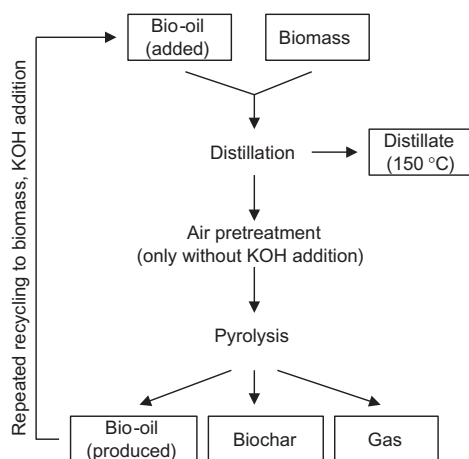 Bio-oil
(added)
Biomass
Distillation
Distillate
(150 °C)
Air pretreatment
(only without KOH addition)
Pyrolysis
Bio-oil
(produced)
Biochar
Gas
Repeated recycling to biomass, KOH addition